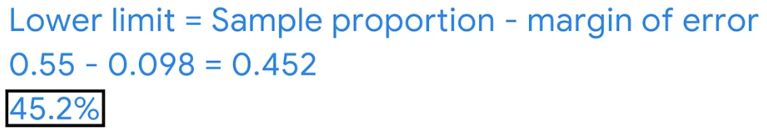 Lower limit = Sample proportion - margin of error
0.55 - 0.098 = 0.452
45.2%